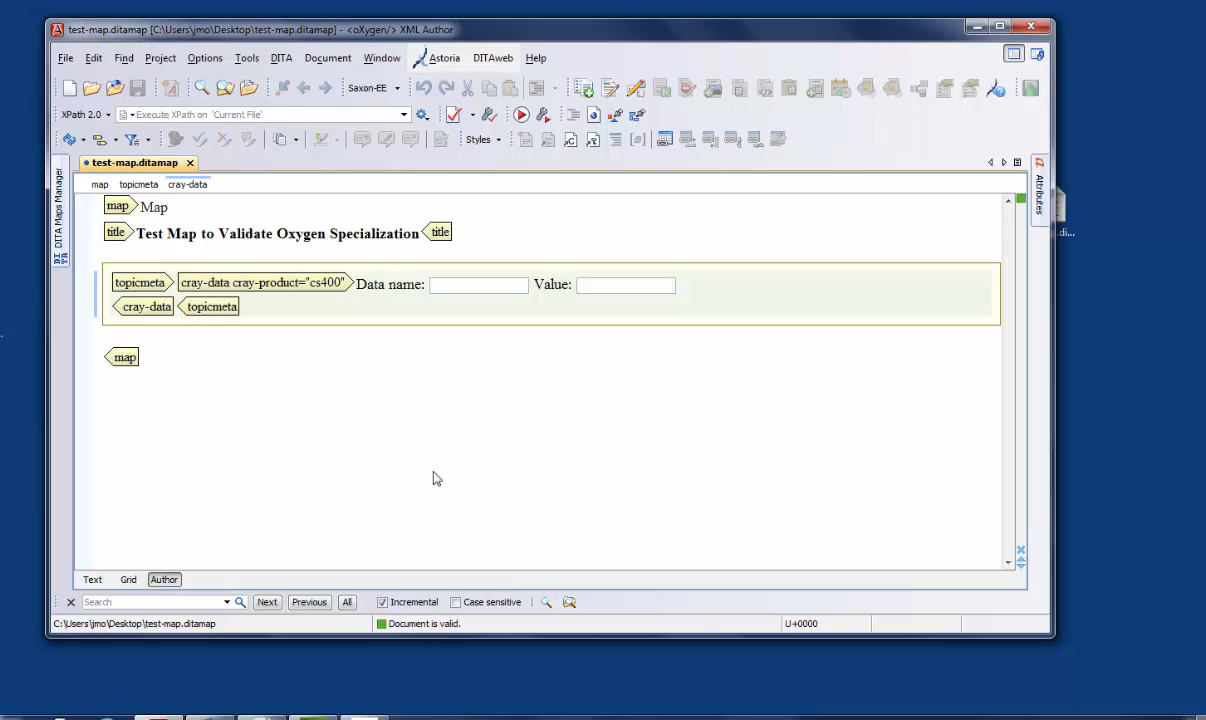 test-map.ditamap [C:\Users\jmo\Desktop\test-map.ditamap] - <oXygen/> XML Author
File Edit Find Project Options Tools DITA Document Window Astoria DITAweb Help
Saxon-EE
XPath 2.0 Execute XPath on 'Current File'
Styles
test-map.ditamap
map topicmeta cray-data
DITA Maps Manager
Attributes
map Map
title Test Map to Validate Oxygen Specialization title
topicmeta cray-data cray-product="cs400" Data name: Value:
cray-data topicmeta
map
.di...
Text Grid Author
Search Next Previous All Incremental Case sensitive
C:\Users\jmo\Desktop\test-map.ditamap Document is valid. U+0000